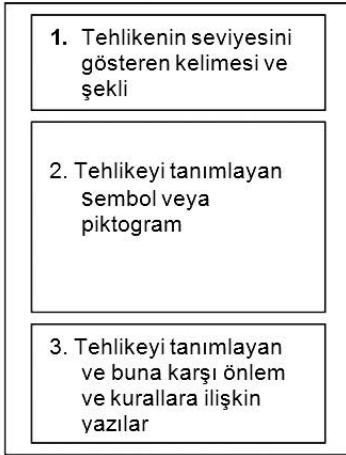 1. Tehlikenin seviyesini
gösteren kelimesi ve
şekli
2. Tehlikeyi tanımlayan
sembol veya
piktogram
3. Tehlikeyi tanımlayan
ve buna karşı önlem
ve kurallara ilişkin
yazılar